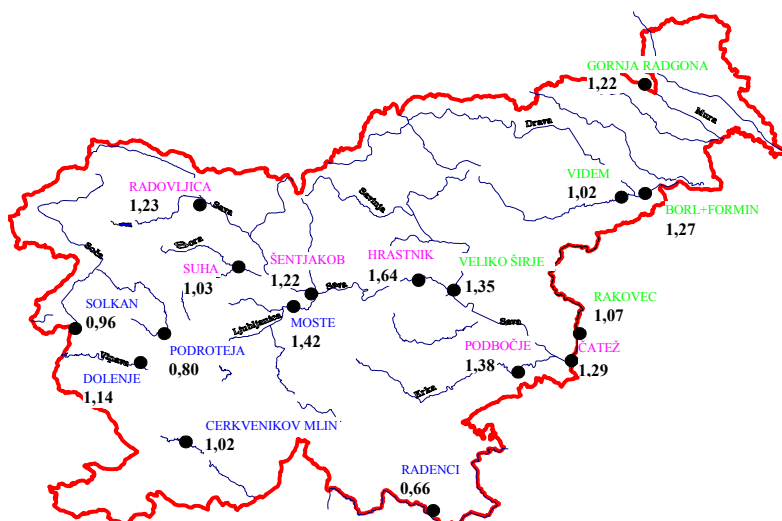 GORNJA RADGONA
1,22
Mura
Drava
VIDEM
1,02
BORL+FORMIN
1,27
RADOVLJICA
1,23
Sava
Savinja
Sora
Soča
SUHA
1,03
ŠENTJAKOB
1,22
Sava
HRASTNIK
1,64
VELIKO ŠIRJE
1,35
SOLKAN
0,96
Ljubljanica
MOSTE
1,42
Sava
RAKOVEC
1,07
PODROTEJA
0,80
Vipava
DOLENJE
1,14
PODBOČJE
1,38
ČATEŽ
1,29
Krka
CERKVENIKOV MLIN
1,02
RADENCI
0,66